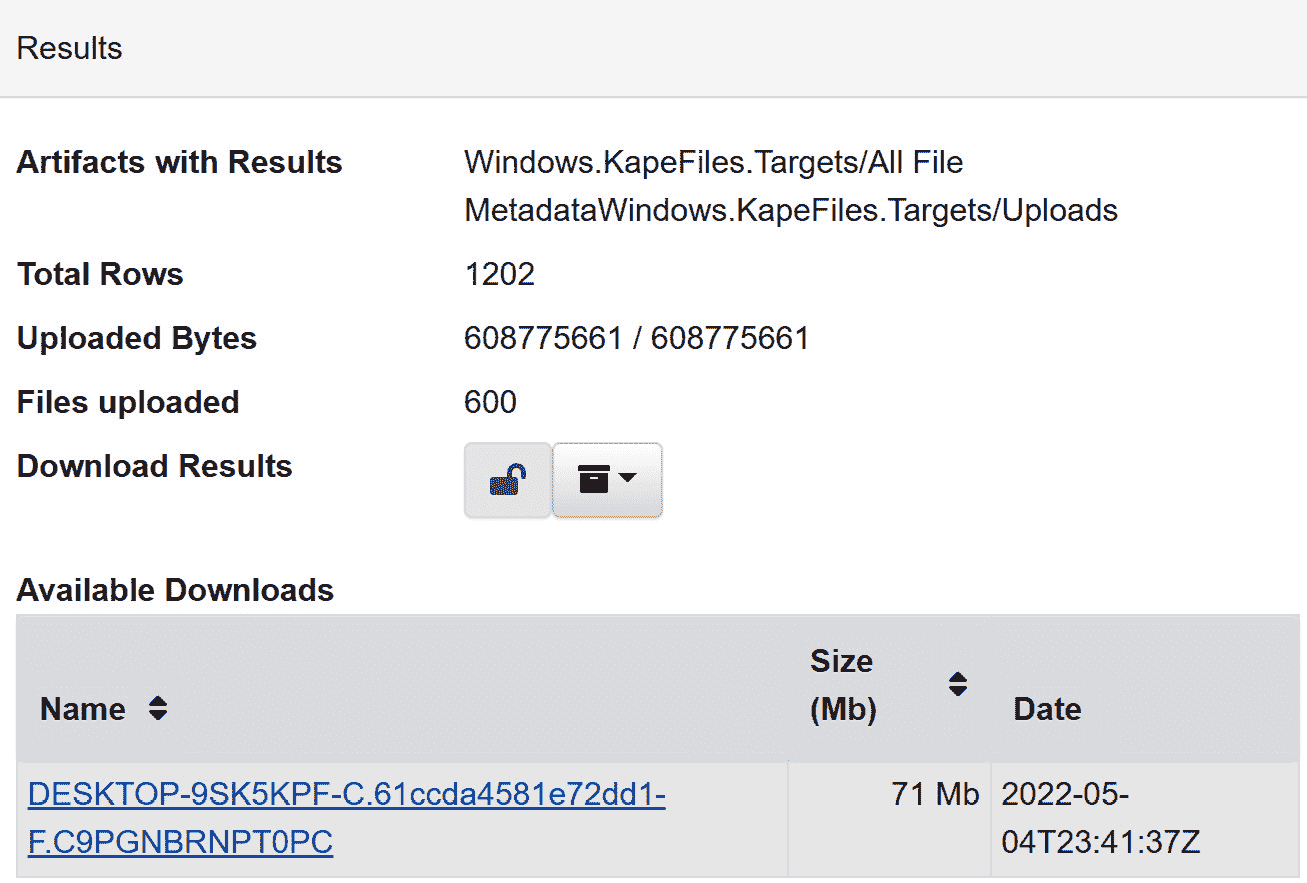 Results
Artifacts with Results
Windows.KapeFiles.Targets/All File
MetadataWindows.KapeFiles.Targets/Uploads
Total Rows
1202
Uploaded Bytes
608775661 / 608775661
Files uploaded
600
Download Results
Available Downloads
Name
Size
(Mb)
Date
DESKTOP-9SK5KPF-C.61ccda4581e72dd1-
F.C9PGNBRNPT0PC
71 Mb
2022-05-
04T23:41:37Z